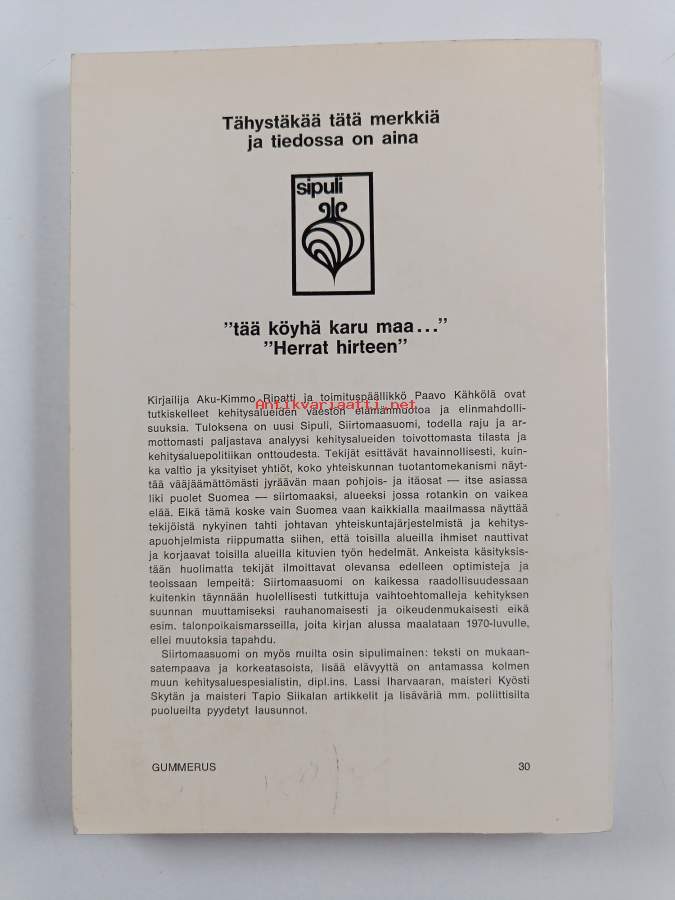 Tähystäkää tätä merkkiä
ja tiedossa on aina
sipuli
"tää köyhä karu maa..."
"Herrat hirteen"
Kirjailija Aku-Kimmo Ripatti ja toimituspäällikkö Paavo Kähkölä ovat
Antikvariaatti.net
tutkiskelleet kehitysalueiden väestön elämänmuotoa ja elinmahdolli-
suuksia. Tuloksena on uusi Sipuli, Siirtomaasuomi, todella raju ja ar-
mottomasti paljastava analyysi kehitysalueiden toivottomasta tilasta ja
kehitysaluepolitiikan onttoudesta. Tekijät esittävät havainnollisesti, kuin-
ka valtio ja yksityiset yhtiöt, koko yhteiskunnan tuotantomekanismi näyt-
tää vääjäämättömästi jyräävän maan pohjois- ja itäosat — itse asiassa
liki puolet Suomea — siirtomaaksi, alueeksi jossa rotankin on vaikea
elää. Eikä tämä koske vain Suomea vaan kaikkialla maailmassa näyttää
tekijöistä nykyinen tahti johtavan yhteiskuntajärjestelmistä ja kehitys-
apuohjelmista riippumatta siihen, että toisilla alueilla ihmiset nauttivat
ja korjaavat toisilla alueilla kituvien työn hedelmät. Ankeista käsityksis-
tään huolimatta tekijät ilmoittavat olevansa edelleen optimisteja ja
teoissaan lempeitä: Siirtomaasuomi on kaikessa raadollisuudessaan
kuitenkin täynnään huolellisesti tutkittuja vaihtoehtomalleja kehityksen
suunnan muuttamiseksi rauhanomaisesti ja oikeudenmukaisesti eikä
esim. talonpoikaismarsseilla, joita kirjan alussa maalataan 1970-luvulle,
ellei muutoksia tapahdu.
Siirtomaasuomi on myös muilta osin sipulimainen: teksti on mukaan-
satempaava ja korkeatasoista, lisää elävyyttä on antamassa kolmen
muun kehitysaluespesialistin, dipl.ins. Lassi Iharvaaran, maisteri Kyösti
Skytän ja maisteri Tapio Siikalan artikkelit ja lisäväriä mm. poliittisilta
puolueilta pyydetyt lausunnot.
GUMMERUS 30